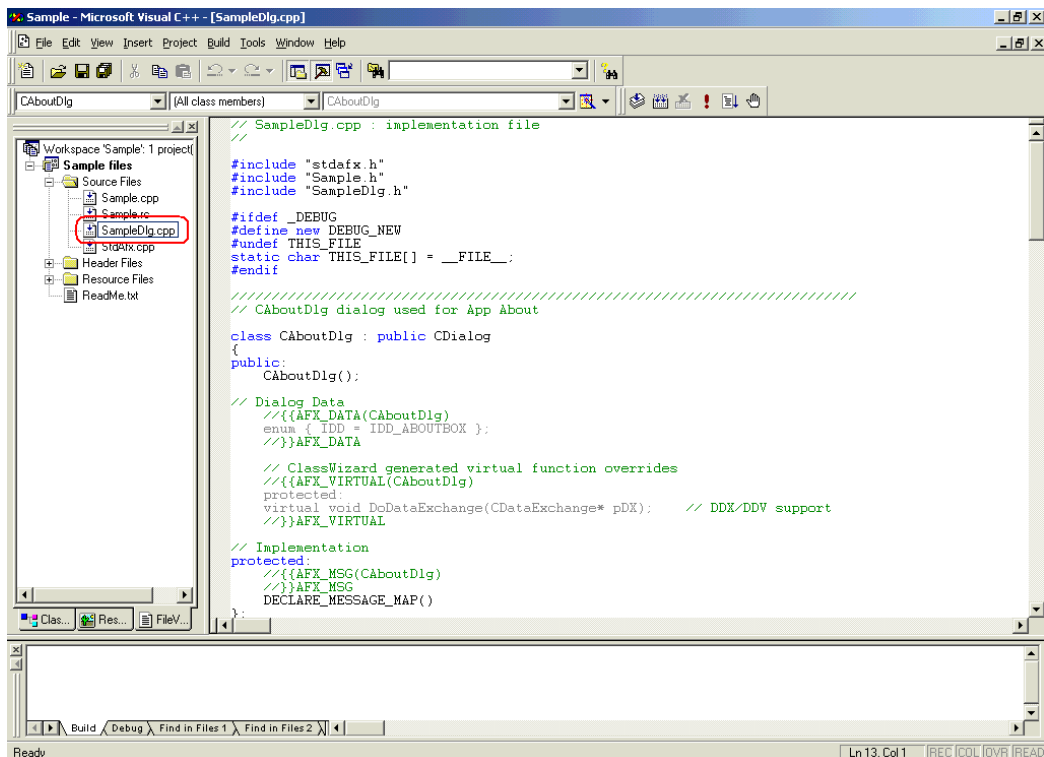 Sample - Microsoft Visual C++ - [SampleDlg.cpp]
File Edit View Insert Project Build Tools Window Help
CAboutDlg (All class members) CAboutDlg
Workspace 'Sample': 1 project(
Sample files
Source Files
Sample.cpp
Sample.rc
SampleDlg.cpp
StdAfx.cpp
Header Files
Resource Files
ReadMe.txt
Clas... Res... FileV...
// SampleDlg.cpp : implementation file
//
#include "stdafx.h"
#include "Sample.h"
#include "SampleDlg.h"
#ifdef _DEBUG
#define new DEBUG_NEW
#undef THIS_FILE
static char THIS_FILE[] = __FILE__;
#endif
/////////////////////////////////////////////////////////////////////////////
// CAboutDlg dialog used for App About
class CAboutDlg : public CDialog
{
public:
CAboutDlg();
// Dialog Data
//{{AFX_DATA(CAboutDlg)
enum { IDD = IDD_ABOUTBOX };
//}}AFX_DATA
// ClassWizard generated virtual function overrides
//{{AFX_VIRTUAL(CAboutDlg)
protected:
virtual void DoDataExchange(CDataExchange* pDX); // DDX/DDV support
//}}AFX_VIRTUAL
// Implementation
protected:
//{{AFX_MSG(CAboutDlg)
//}}AFX_MSG
DECLARE_MESSAGE_MAP()
};
Build Debug Find in Files 1 Find in Files 2
Ready Ln 13, Col 1 REC COL OVR READ